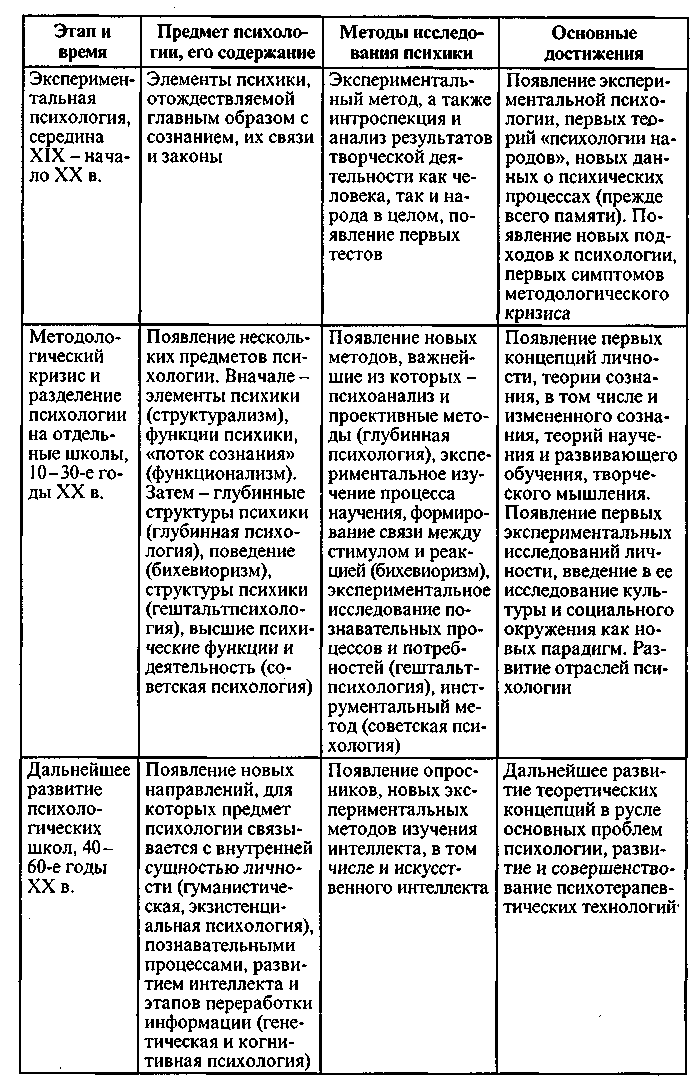 Этап и
время
Предмет психоло-
гии, его содержание
Методы исследо-
вания психики
Основные
достижения
Эксперимен-
тальная
психология,
середина
XIX – нача-
ло XX в.
Элементы психики,
отождествляемой
главным образом с
сознанием, их связи
и законы
Эксперименталь-
ный метод, а также
интроспекция и
анализ результатов
творческой дея-
тельности как че-
ловека, так и на-
рода в целом, по-
явление первых
тестов
Появление экспери-
ментальной психо-
логии, первых тео-
рий «психологии на-
родов», новых дан-
ных о психических
процессах (прежде
всего памяти). По-
явление новых под-
ходов к психологии,
первых симптомов
методологического
кризиса
Методоло-
гический
кризис и
разделение
психологии
на отдель-
ные школы,
10–30-е го-
ды XX в.
Появление несколь-
ких предметов пси-
хологии. Вначале –
элементы психики
(структурализм),
функции психики,
«поток сознания»
(функционализм).
Затем – глубинные
структуры психики
(глубинная психо-
логия), поведение
(бихевиоризм),
структуры психики
(гештальтпсихоло-
гия), высшие психи-
ческие функции и
деятельность (со-
ветская психология)
Появление новых
методов, важней-
шие из которых –
психоанализ и
проективные мето-
ды (глубинная
психология), экспе-
риментальное изу-
чение процесса
научения, формиро-
вание связи между
стимулом и реак-
цией (бихевиоризм),
экспериментальное
исследование по-
знавательных про-
цессов и потреб-
ностей (гештальт-
психология), инст-
рументальный ме-
тод (советская пси-
хология)
Появление первых
концепций лично-
сти, теории созна-
ния, в том числе и
измененного созна-
ния, теорий науче-
ния и развивающего
обучения, творче-
ского мышления.
Появление первых
экспериментальных
исследований лич-
ности, введение в ее
исследование куль-
туры и социального
окружения как но-
вых парадигм. Раз-
витие отраслей пси-
хологии
Дальнейшее
развитие
психоло-
гических
школ, 40–
60-е годы
XX в.
Появление новых
направлений, для
которых предмет
психологии связы-
вается с внутренней
сущностью лично-
сти (гуманистиче-
ская, экзистенци-
альная психология),
познавательными
процессами, разви-
тием интеллекта и
этапов переработки
информации (гене-
тическая и когни-
тивная психология)
Появление опрос-
ников, новых экс-
периментальных
методов изучения
интеллекта, в том
числе и искусст-
венного интеллекта
Дальнейшее разви-
тие теоретических
концепций в русле
основных проблем
психологии, разви-
тие и совершенство-
вание психотерапев-
тических технологий